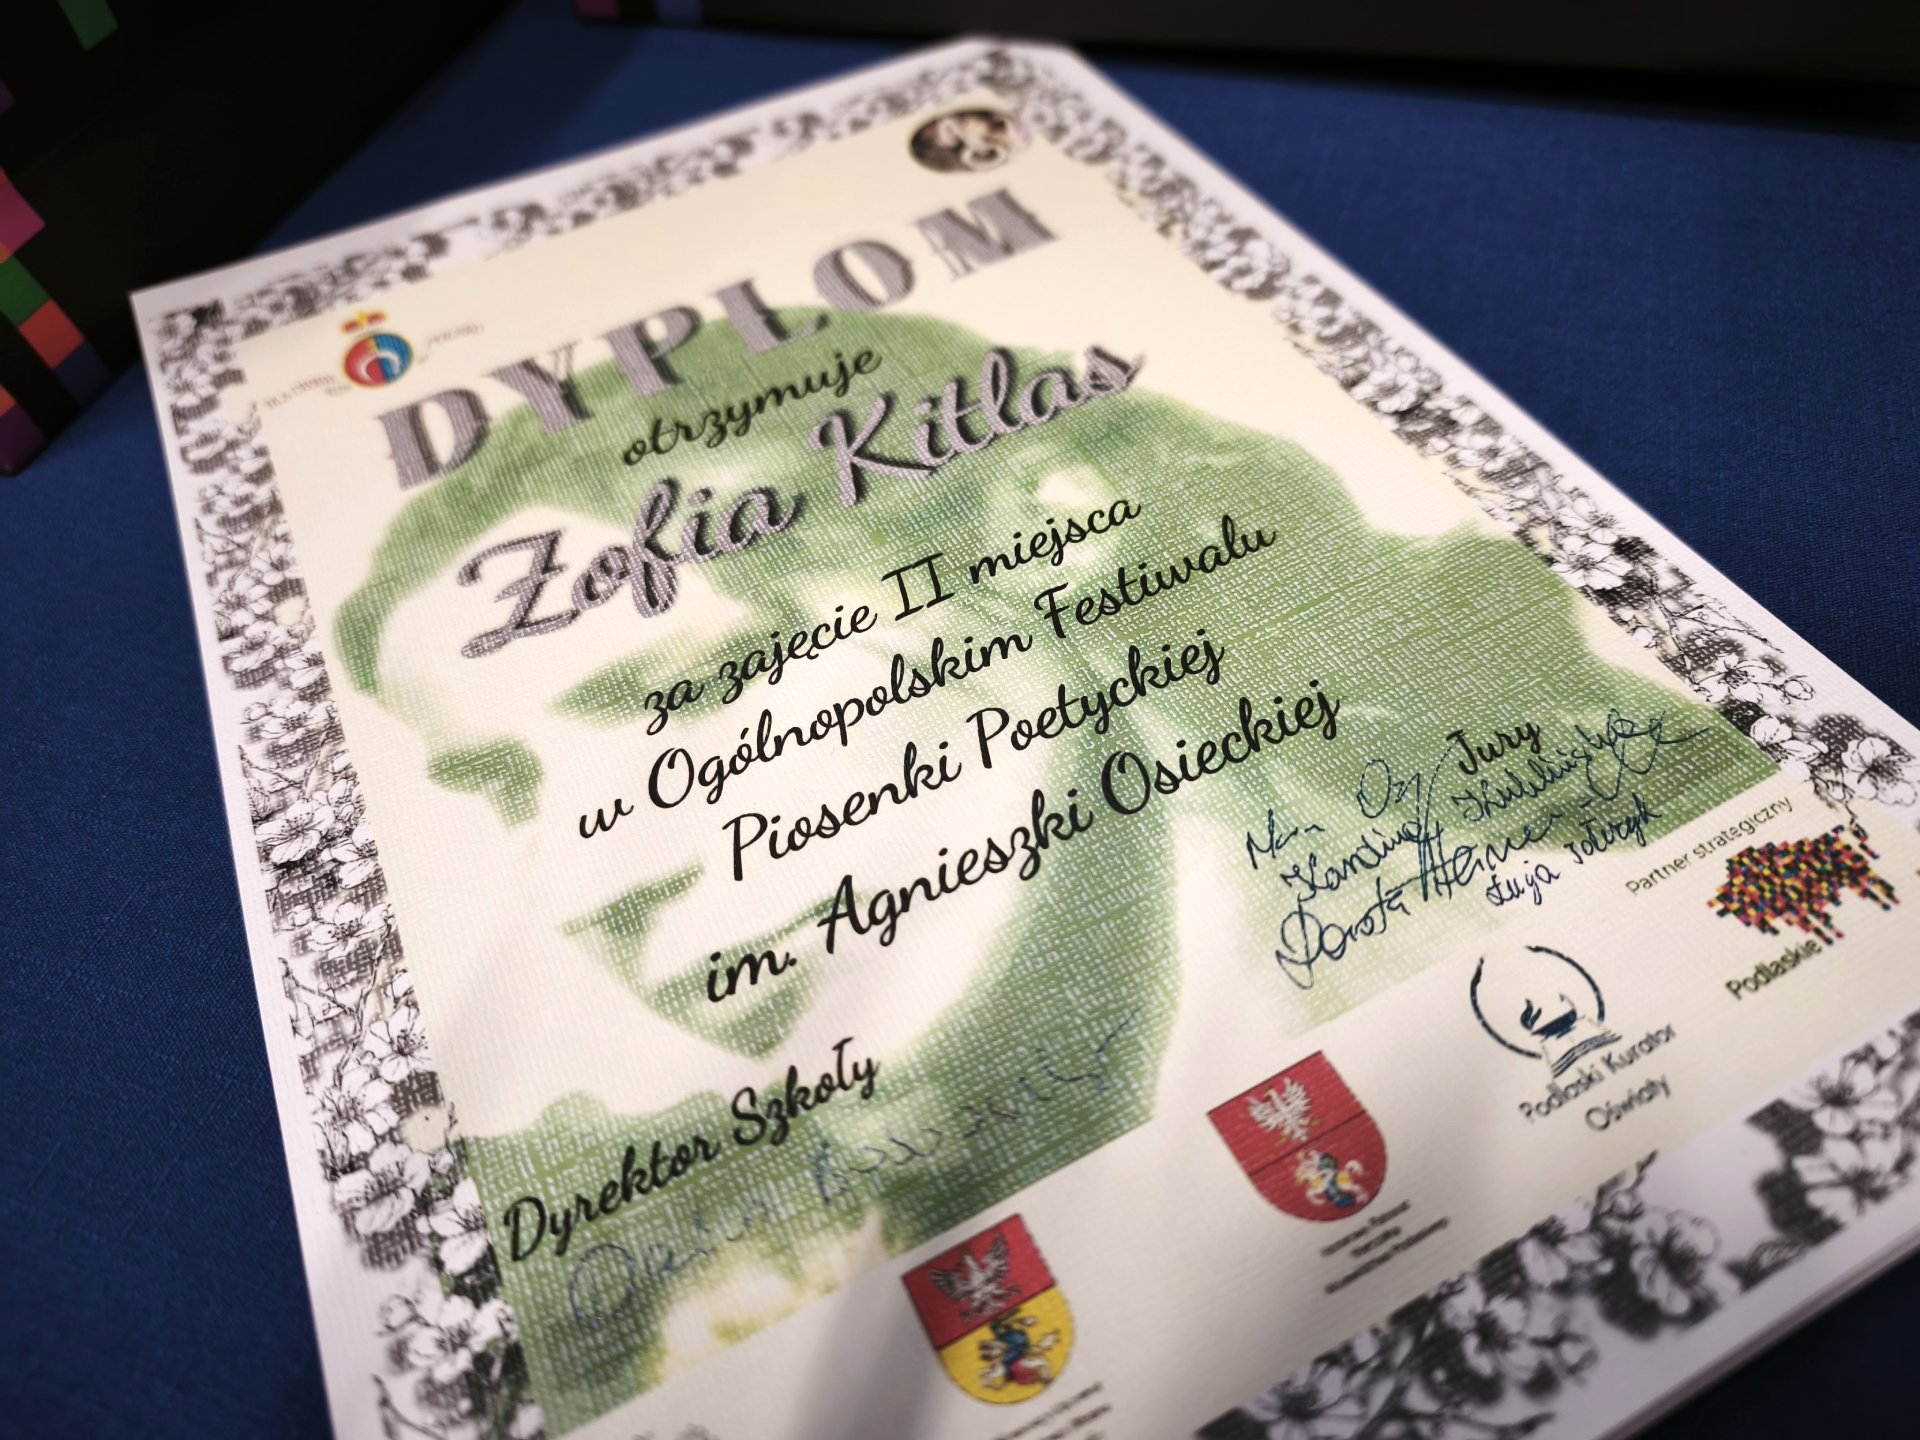 DYPLOM
otrzymuje
Zofia Kitlas
za zajęcie II miejsca
w Ogólnopolskim Festiwalu
Piosenki Poetyckiej
im. Agnieszki Osieckiej
Jury
Partner strategiczny
Podlaskie
Podlaski Kurator
Oświaty
Dyrektor Szkoły